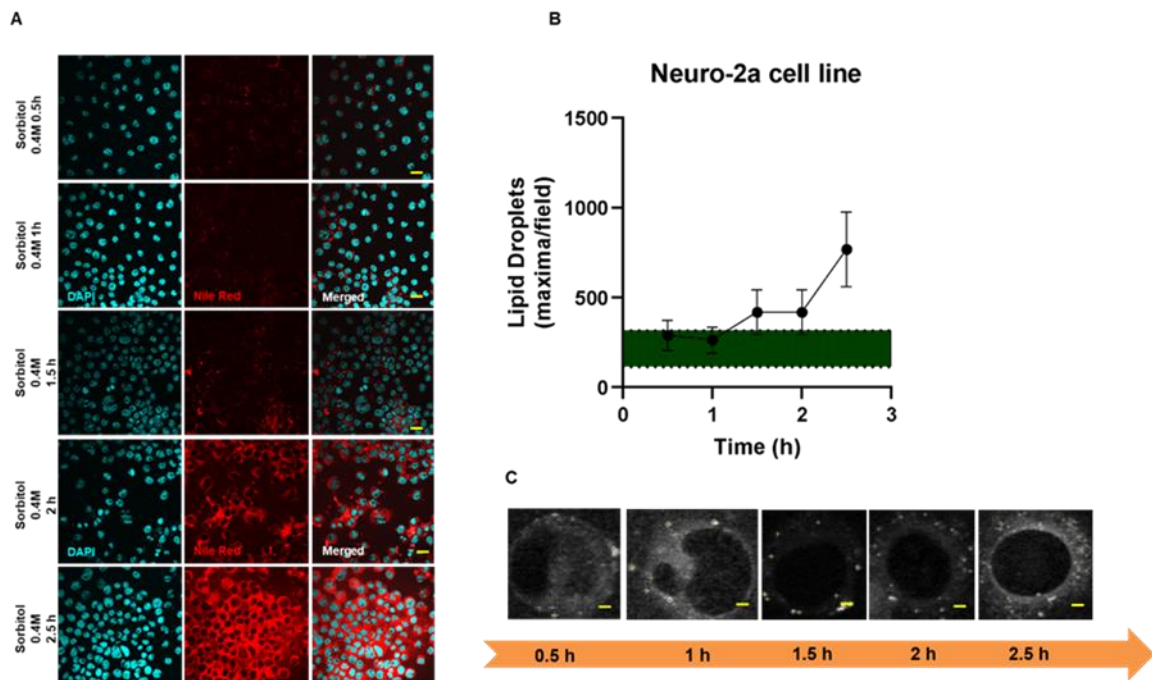 A
B
Neuro-2a cell line
Sorbitol
0.4M 0.5h
Sorbitol
0.4M 1h
DAPI
Nile Red
Merged
Sorbitol
0.4M
1.5 h
Sorbitol
0.4M
2 h
DAPI
Nile Red
Merged
Sorbitol
0.4M
2.5 h
Lipid Droplets
(maxima/field)
1500
1000
500
0
0
1
2
3
Time (h)
C
0.5 h
1 h
1.5 h
2 h
2.5 h